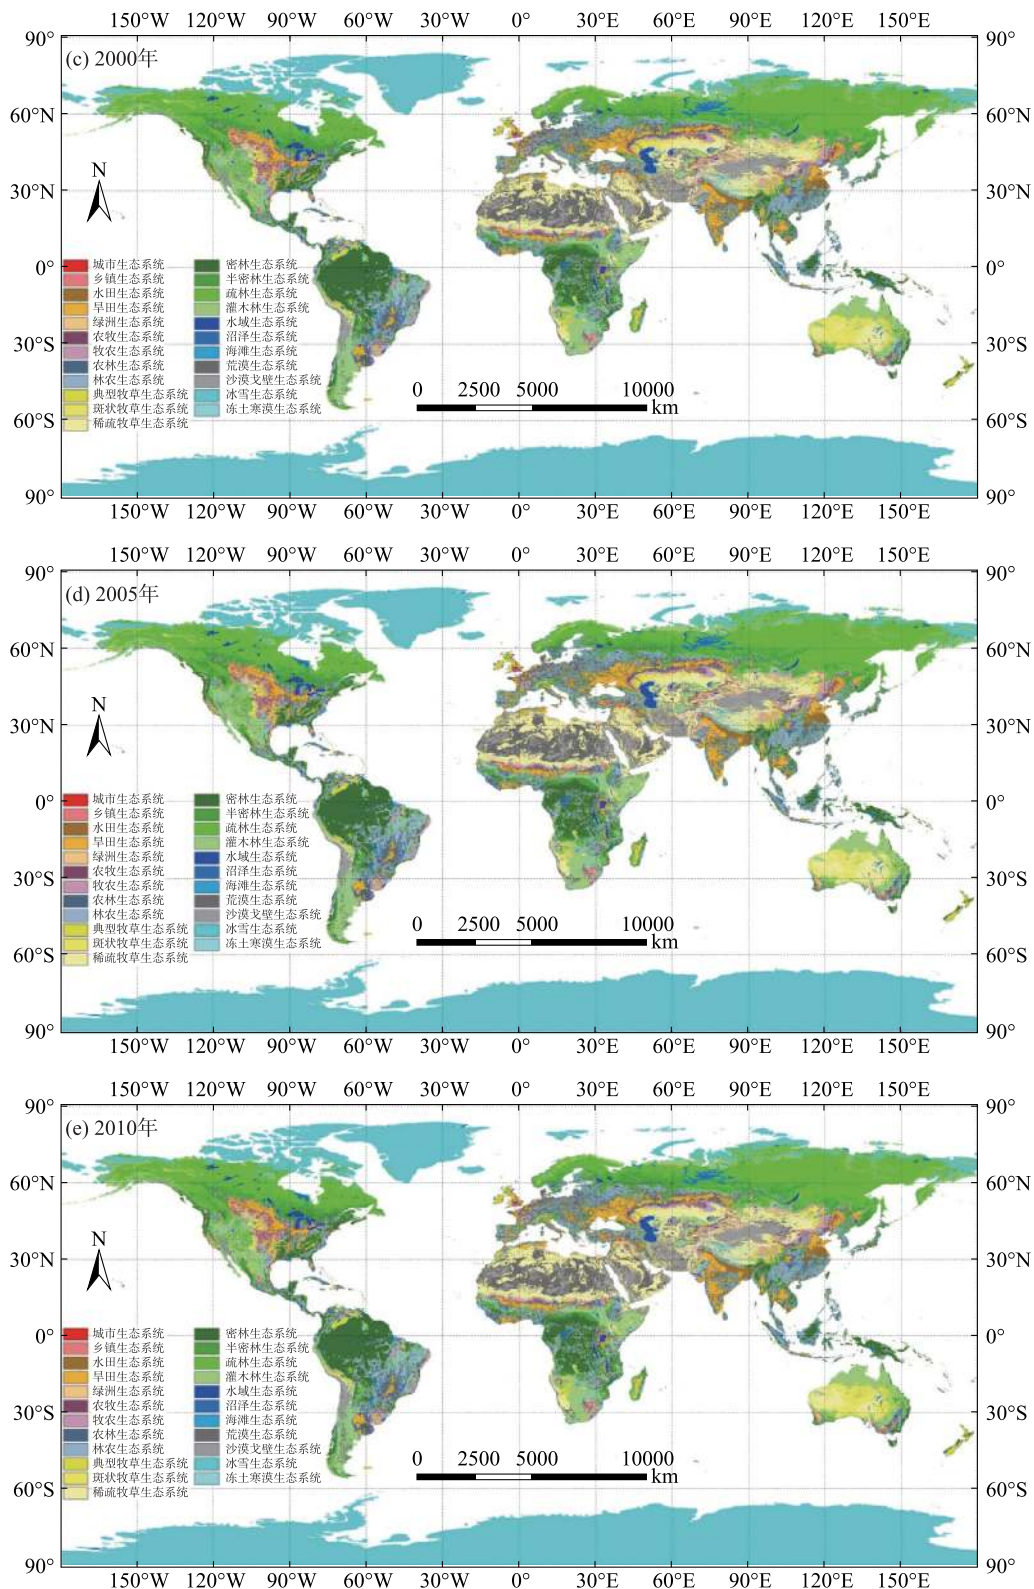 150°W 120°W 90°W 60°W 30°W 0° 30°E 60°E 90°E 120°E 150°E
90° 90°
(c) 2000年
60°N 60°N
N
30°N 30°N
0° 0°
城市生态系统 密林生态系统
乡镇生态系统 半密林生态系统
水田生态系统 疏林生态系统
旱田生态系统 灌木林生态系统
绿洲生态系统 水域生态系统
农牧生态系统 沼泽生态系统
牧农生态系统 海滩生态系统
农林生态系统 荒漠生态系统
林农生态系统 沙漠戈壁生态系统
典型牧草生态系统 冰雪生态系统
斑状牧草生态系统 冻土寒漠生态系统
稀疏牧草生态系统
30°S 30°S
0 2500 5000 10000
km
60°S 60°S
90° 90°
150°W 120°W 90°W 60°W 30°W 0° 30°E 60°E 90°E 120°E 150°E
150°W 120°W 90°W 60°W 30°W 0° 30°E 60°E 90°E 120°E 150°E
90° 90°
(d) 2005年
60°N 60°N
N
30°N 30°N
0° 0°
城市生态系统 密林生态系统
乡镇生态系统 半密林生态系统
水田生态系统 疏林生态系统
旱田生态系统 灌木林生态系统
绿洲生态系统 水域生态系统
农牧生态系统 沼泽生态系统
牧农生态系统 海滩生态系统
农林生态系统 荒漠生态系统
林农生态系统 沙漠戈壁生态系统
典型牧草生态系统 冰雪生态系统
斑状牧草生态系统 冻土寒漠生态系统
稀疏牧草生态系统
30°S 30°S
0 2500 5000 10000
km
60°S 60°S
90° 90°
150°W 120°W 90°W 60°W 30°W 0° 30°E 60°E 90°E 120°E 150°E
150°W 120°W 90°W 60°W 30°W 0° 30°E 60°E 90°E 120°E 150°E
90° 90°
(e) 2010年
60°N 60°N
N
30°N 30°N
0° 0°
城市生态系统 密林生态系统
乡镇生态系统 半密林生态系统
水田生态系统 疏林生态系统
旱田生态系统 灌木林生态系统
绿洲生态系统 水域生态系统
农牧生态系统 沼泽生态系统
牧农生态系统 海滩生态系统
农林生态系统 荒漠生态系统
林农生态系统 沙漠戈壁生态系统
典型牧草生态系统 冰雪生态系统
斑状牧草生态系统 冻土寒漠生态系统
稀疏牧草生态系统
30°S 30°S
0 2500 5000 10000
km
60°S 60°S
90° 90°
150°W 120°W 90°W 60°W 30°W 0° 30°E 60°E 90°E 120°E 150°E